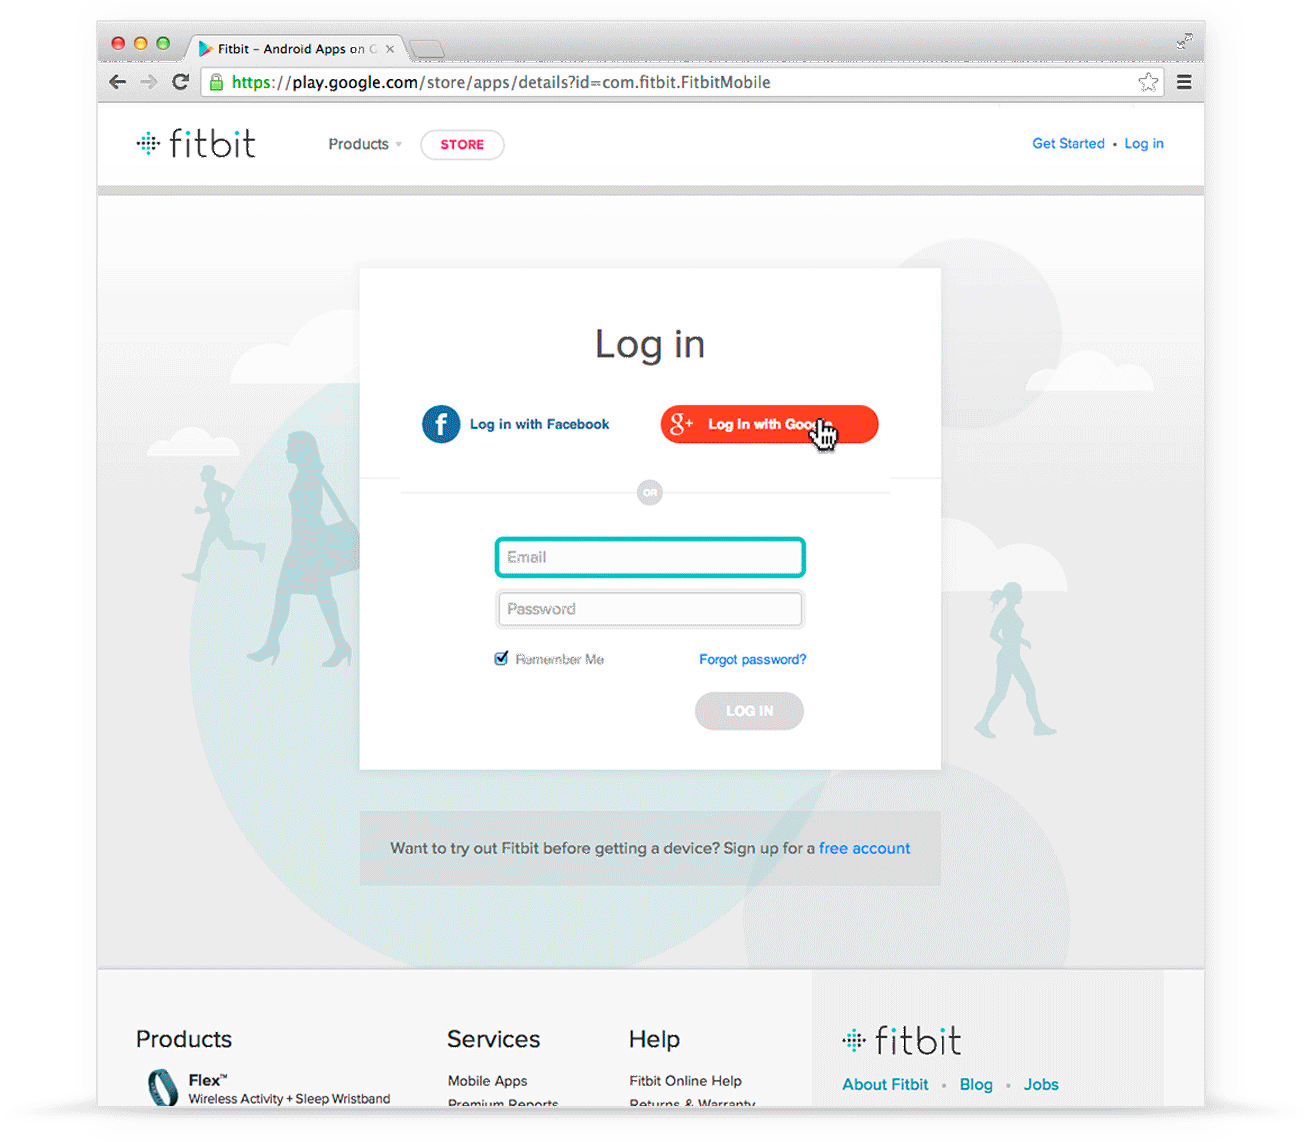 Fitbit – Android Apps on G
https://play.google.com/store/apps/details?id=com.fitbit.FitbitMobile
fitbit Products STORE Get Started • Log in
Log in
f Log in with Facebook g+ Log In with Goo
OR
Email
Password
Remember Me Forgot password?
LOG IN
Want to try out Fitbit before getting a device? Sign up for a free account
Products Services Help fitbit
Flex™ Mobile Apps Fitbit Online Help About Fitbit • Blog • Jobs
Wireless Activity + Sleep Wristband Premium Reports Returns & Warranty